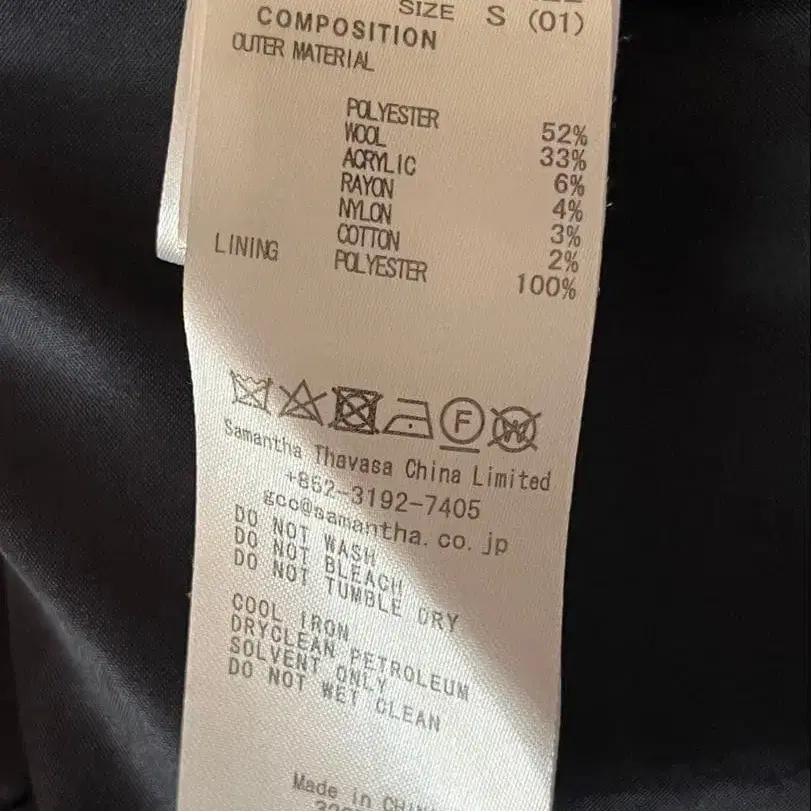 SIZE S (01)
COMPOSITION
OUTER MATERIAL
POLYESTER 52%
WOOL 33%
ACRYLIC 6%
RAYON 4%
NYLON 3%
COTTON 2%
LINING POLYESTER 100%
F W
Samantha Thavasa China Limited
+862-3192-7405
gcc@samantha.co.jp
DO NOT WASH
DO NOT BLEACH
DO NOT TUMBLE DRY
COOL IRON
DRYCLEAN PETROLEUM
SOLVENT ONLY
DO NOT WET CLEAN
Made in